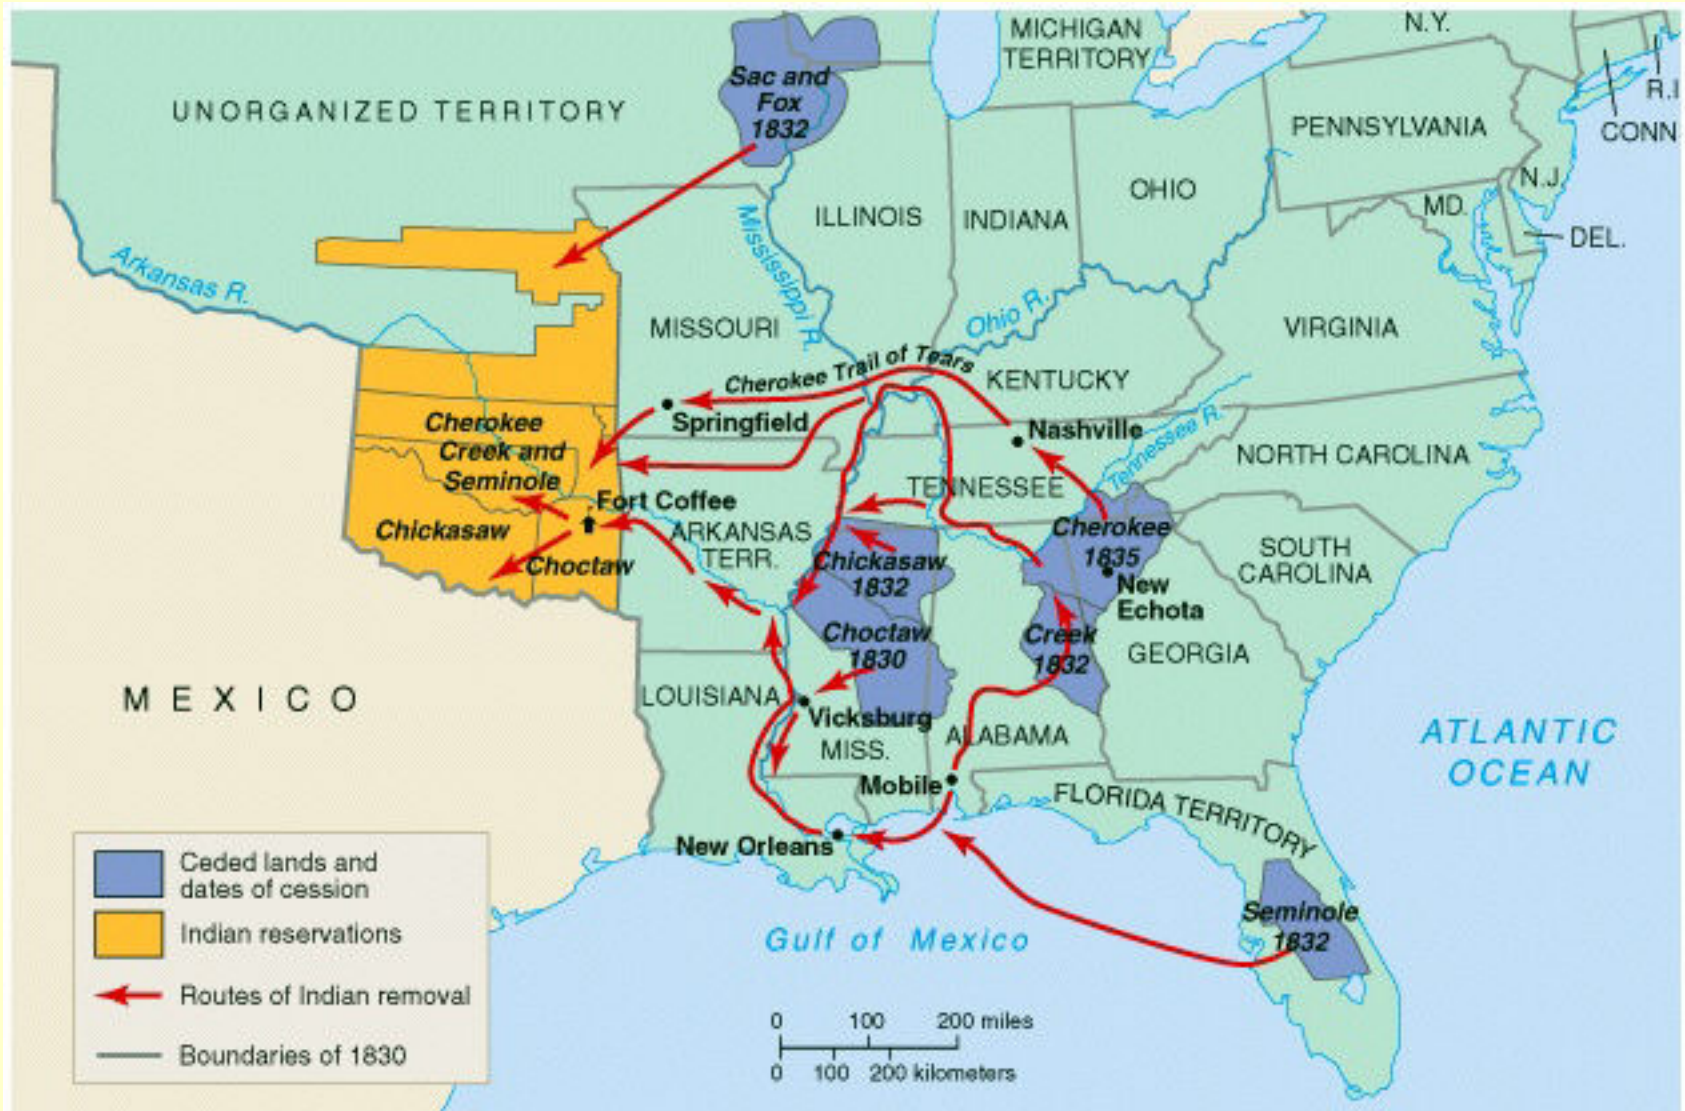 MICHIGAN
TERRITORY
N.Y.
R.I
CONN
Sac and
Fox
1832
UNORGANIZED TERRITORY
PENNSYLVANIA
N.J.
OHIO
MD.
DEL.
ILLINOIS
INDIANA
Mississippi R.
Arkansas R.
Ohio R.
MISSOURI
VIRGINIA
Cherokee Trail of Tears
KENTUCKY
Springfield
Nashville
Tennessee R.
NORTH CAROLINA
Cherokee
Creek and
Seminole
TENNESSEE
Fort Coffee
Chickasaw
ARKANSAS
TERR.
Choctaw
Cherokee
1835
SOUTH
CAROLINA
Chickasaw
1832
New
Echota
Choctaw
1830
Creek
1832
GEORGIA
MEXICO
LOUISIANA
Vicksburg
MISS.
ALABAMA
ATLANTIC
OCEAN
Mobile
FLORIDA TERRITORY
New Orleans
Seminole
1832
Gulf of Mexico
Ceded lands and
dates of cession
Indian reservations
Routes of Indian removal
Boundaries of 1830
0 100 200 miles
0 100 200 kilometers